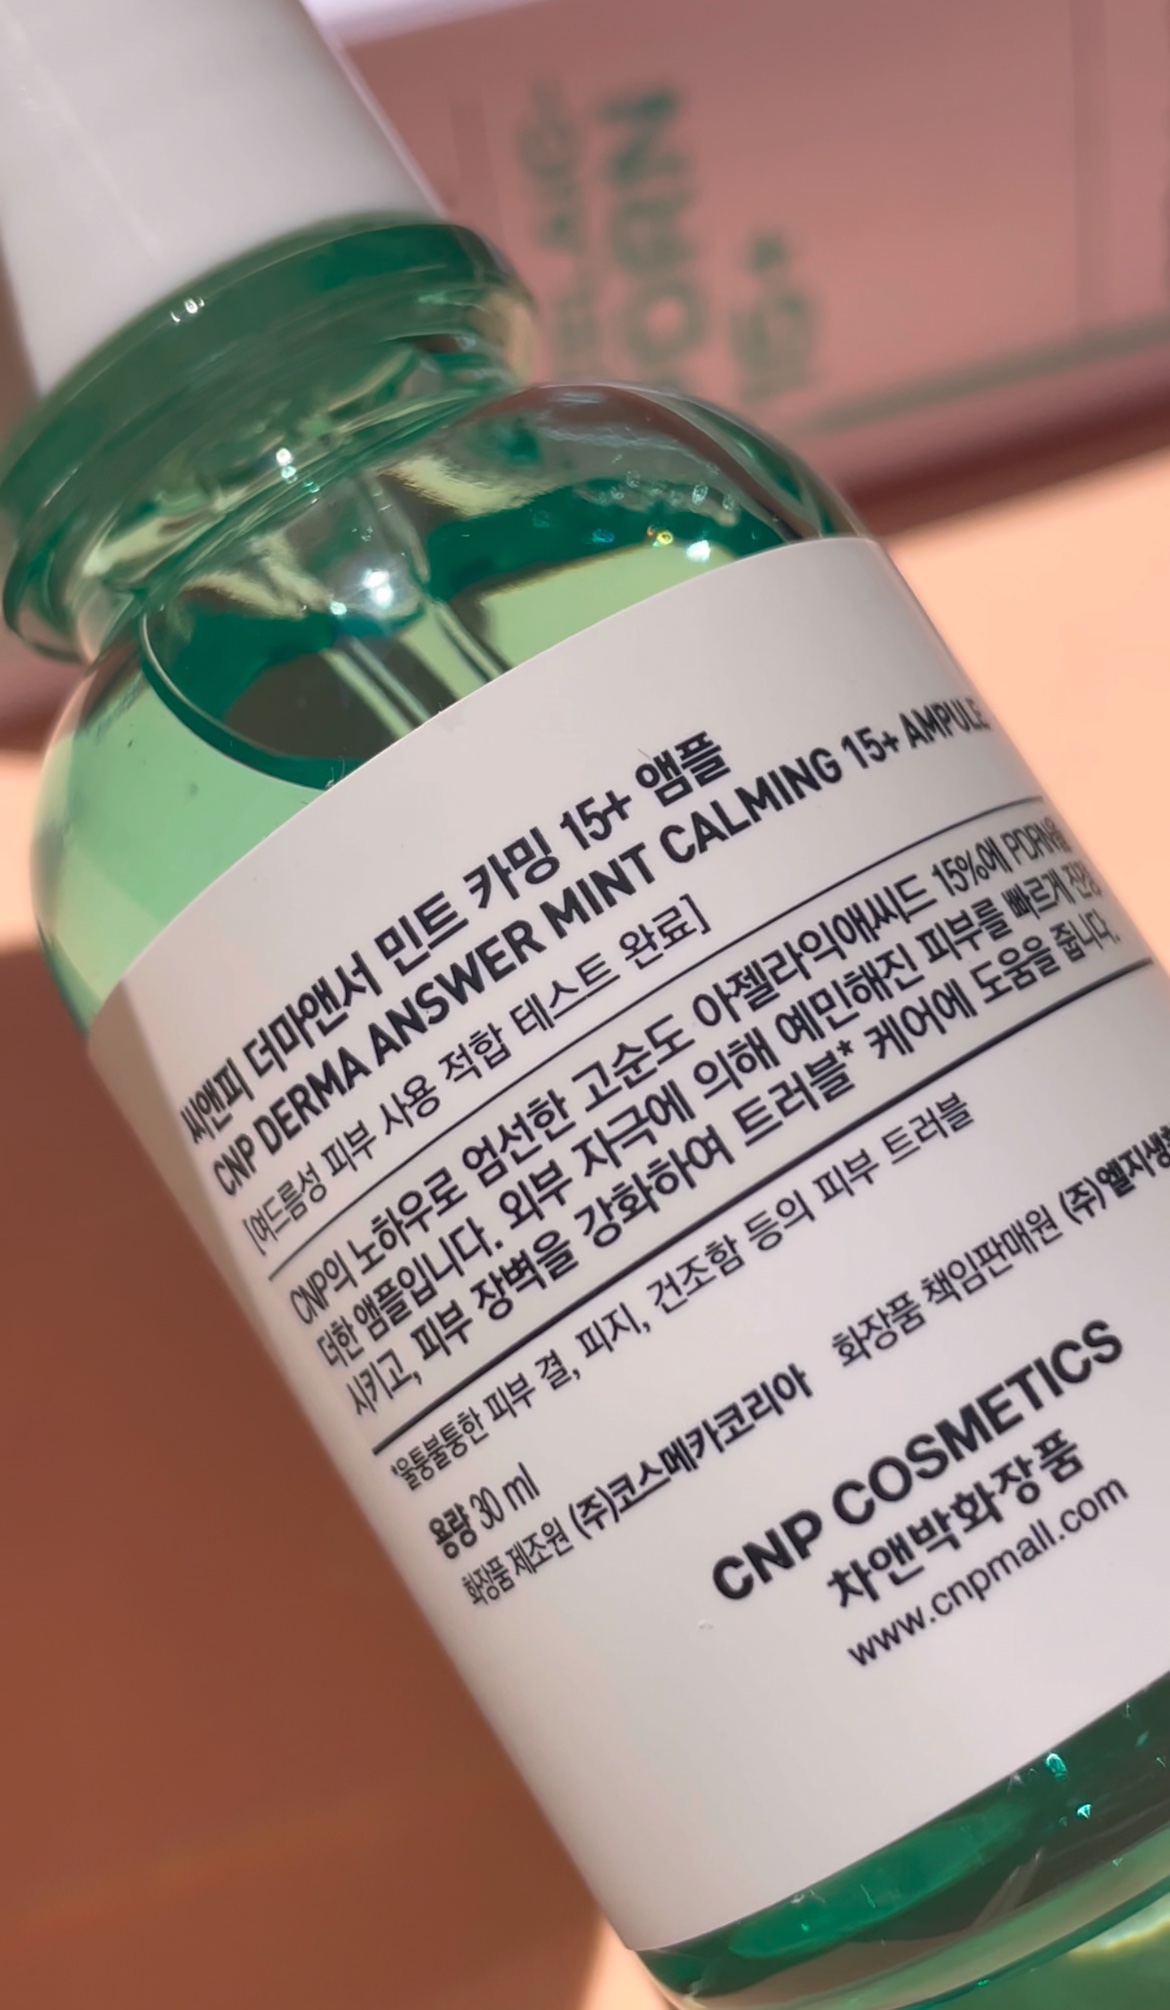 씨앤피 더마앤서 민트 카밍 15+ 앰플
CNP DERMA ANSWER MINT CALMING 15+ AMPULE
[여드름성 피부 사용 적합 테스트 완료]
CNP의 노하우로 엄선한 고순도 아젤라익애씨드 15%에 PDRN을
더한 앰플입니다. 외부 자극에 의해 예민해진 피부를 빠르게 진정
시키고, 피부 장벽을 강화하여 트러블* 케어에 도움을 줍니다.
*울퉁불퉁한 피부 결, 피지, 건조함 등의 피부 트러블
용량 30 ml
화장품 제조원 (주)코스메카코리아 화장품 책임판매원 (주)엘지생
CNP COSMETICS
차앤박화장품
www.cnpmall.com